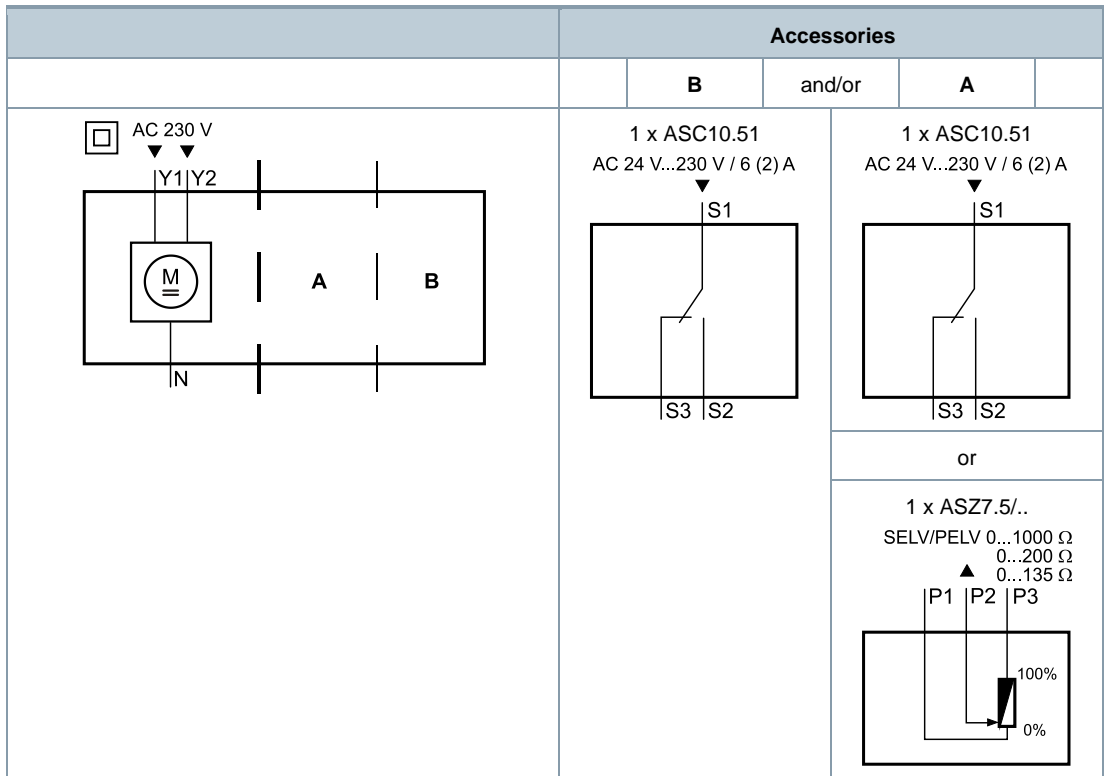 Accessories
B and/or A
AC 230 V
Y1 Y2
M
A B
N
1 x ASC10.51
AC 24 V...230 V / 6 (2) A
S1
S3 S2
1 x ASC10.51
AC 24 V...230 V / 6 (2) A
S1
S3 S2
or
1 x ASZ7.5/..
SELV/PELV 0...1000 Ω
0...200 Ω
0...135 Ω
P1 P2 P3
100%
0%